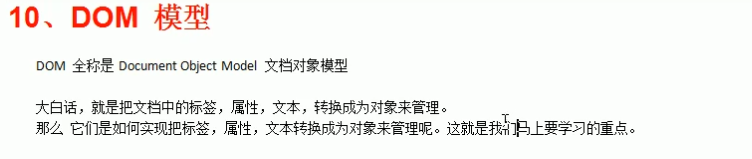 10、DOM 模型
DOM 全称是 Document Object Model 文档对象模型
大白话，就是把文档中的标签，属性，文本，转换成为对象来管理。
那么 它们是如何实现把标签，属性，文本转换成为对象来管理呢。这就是我们马上要学习的重点。